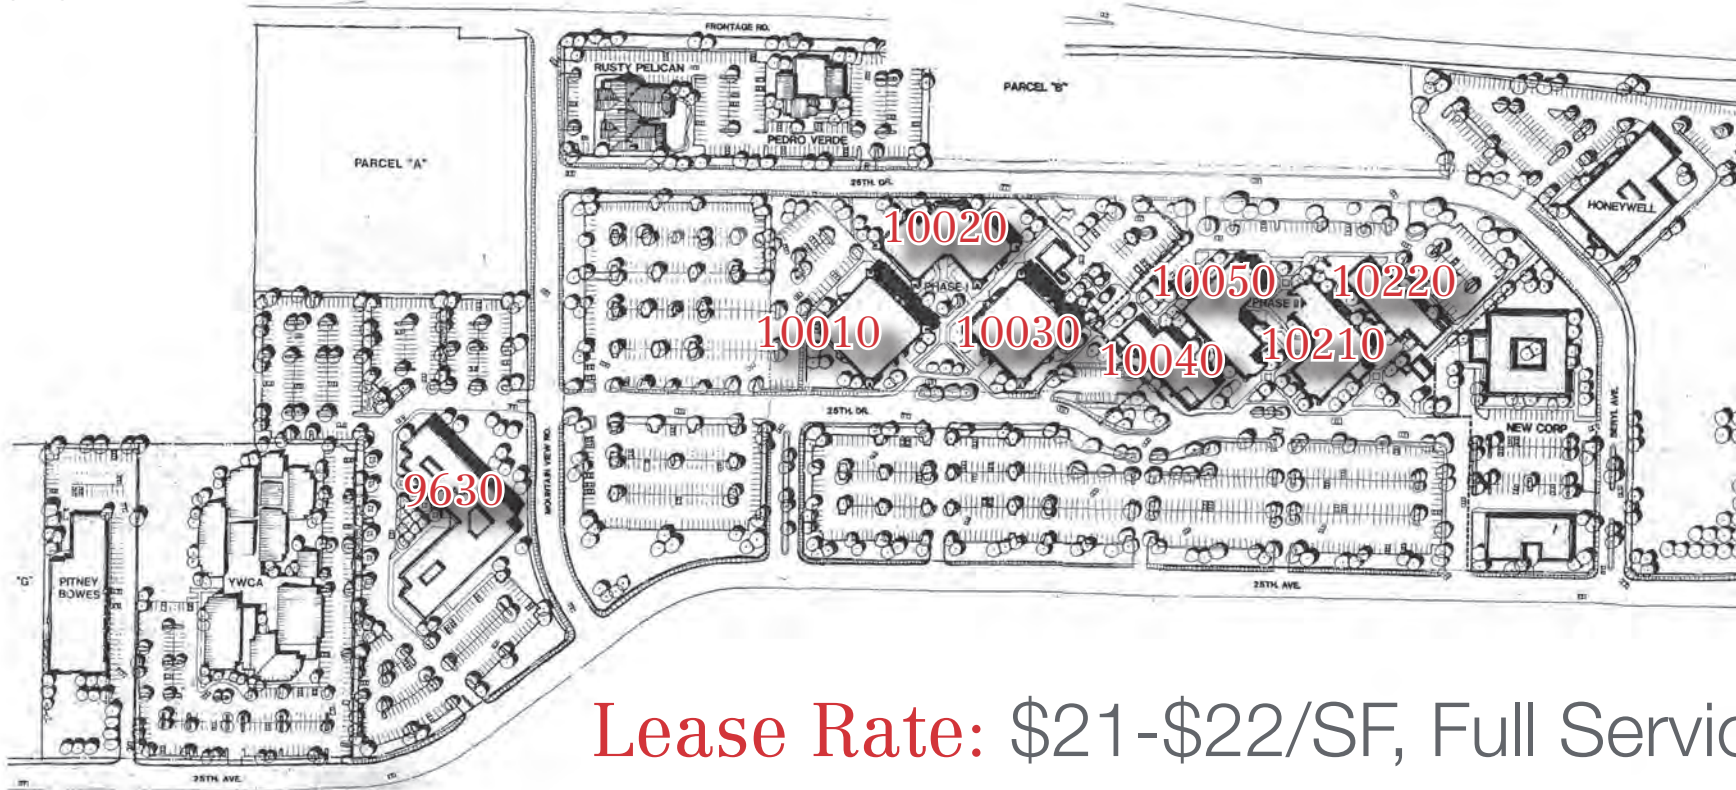 FRONTAGE RD.
RUSTY PELICAN
PEDRO VERDE
PARCEL "B"
PARCEL "A"
25TH. DR.
HONEYWELL
10020
PHASE I
10050
10220
PHASE II
10010
10030
10040
10210
25TH. DR.
NEW CORP
BERYL AVE.
9630
MOUNTAIN VIEW RD.
"G"
PITNEY
BOWES
YWCA
25TH. AVE.
25TH. AVE.
Lease Rate: $21-$22/SF, Full Servic